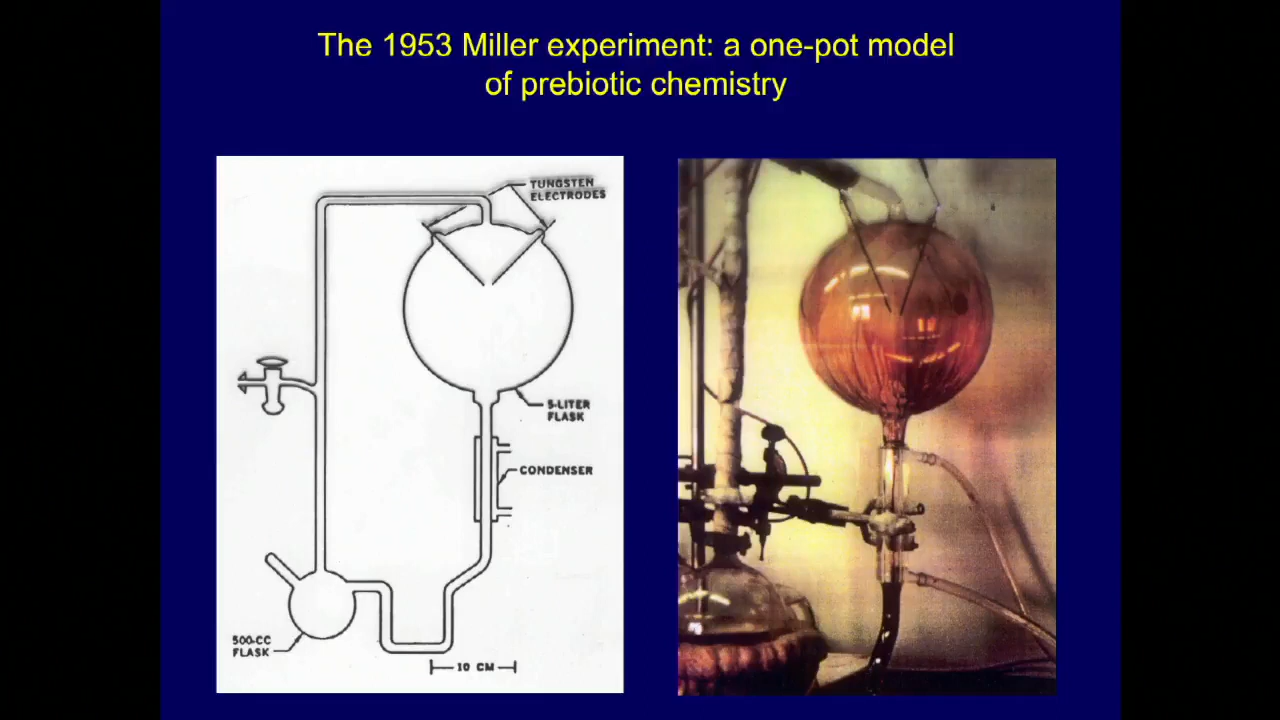 The 1953 Miller experiment: a one-pot model
of prebiotic chemistry
TUNGSTEN
ELECTRODES
5-LITER
FLASK
CONDENSER
500-CC
FLASK
10 CM